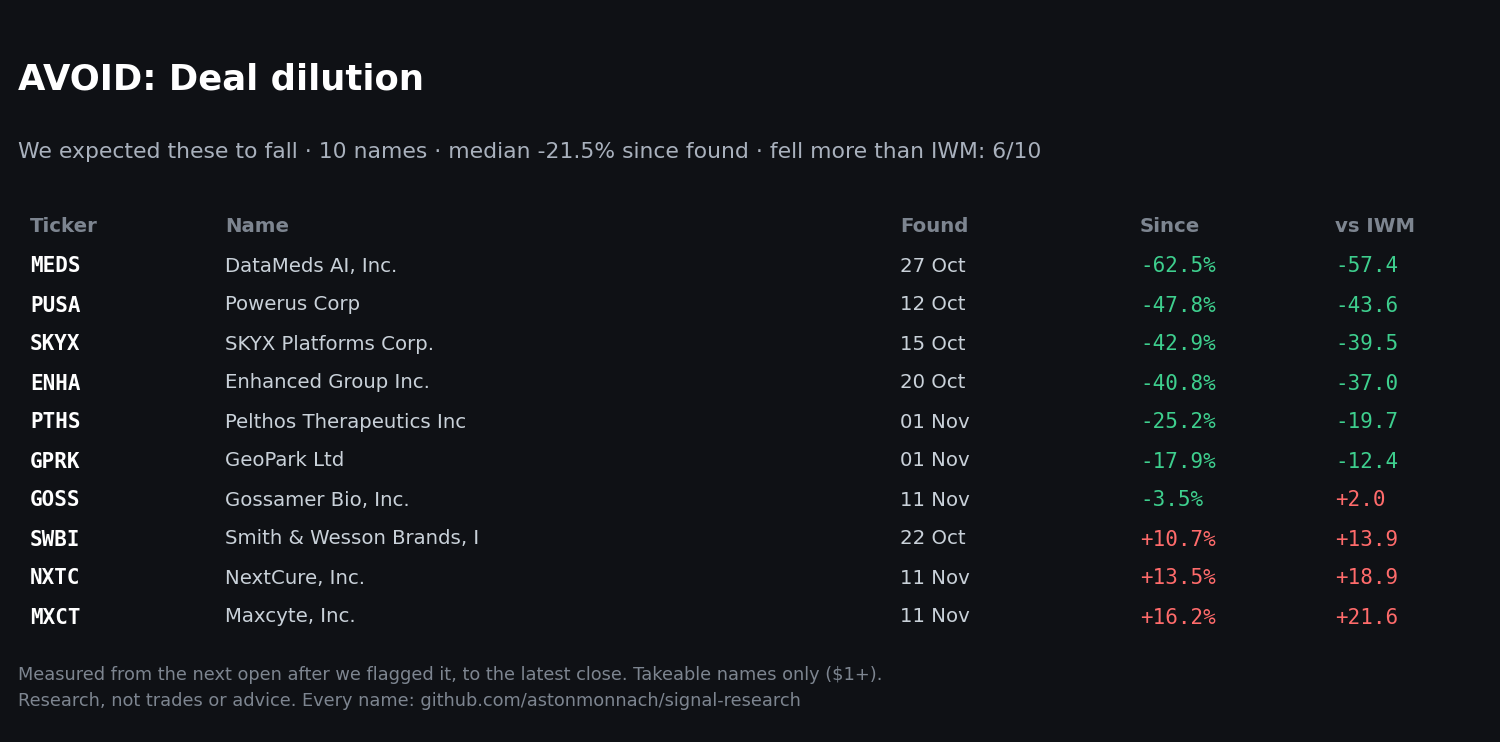 AVOID: Deal dilution
We expected these to fall · 10 names · median -21.5% since found · fell more than IWM: 6/10
Ticker Name Found Since vs IWM
MEDS DataMeds AI, Inc. 27 Oct -62.5% -57.4
PUSA Powerus Corp 12 Oct -47.8% -43.6
SKYX SKYX Platforms Corp. 15 Oct -42.9% -39.5
ENHA Enhanced Group Inc. 20 Oct -40.8% -37.0
PTHS Pelthos Therapeutics Inc 01 Nov -25.2% -19.7
GPRK GeoPark Ltd 01 Nov -17.9% -12.4
GOSS Gossamer Bio, Inc. 11 Nov -3.5% +2.0
SWBI Smith & Wesson Brands, I 22 Oct +10.7% +13.9
NXTC NextCure, Inc. 11 Nov +13.5% +18.9
MXCT Maxcyte, Inc. 11 Nov +16.2% +21.6
Measured from the next open after we flagged it, to the latest close. Takeable names only ($1+).
Research, not trades or advice. Every name: github.com/astonmonnach/signal-research